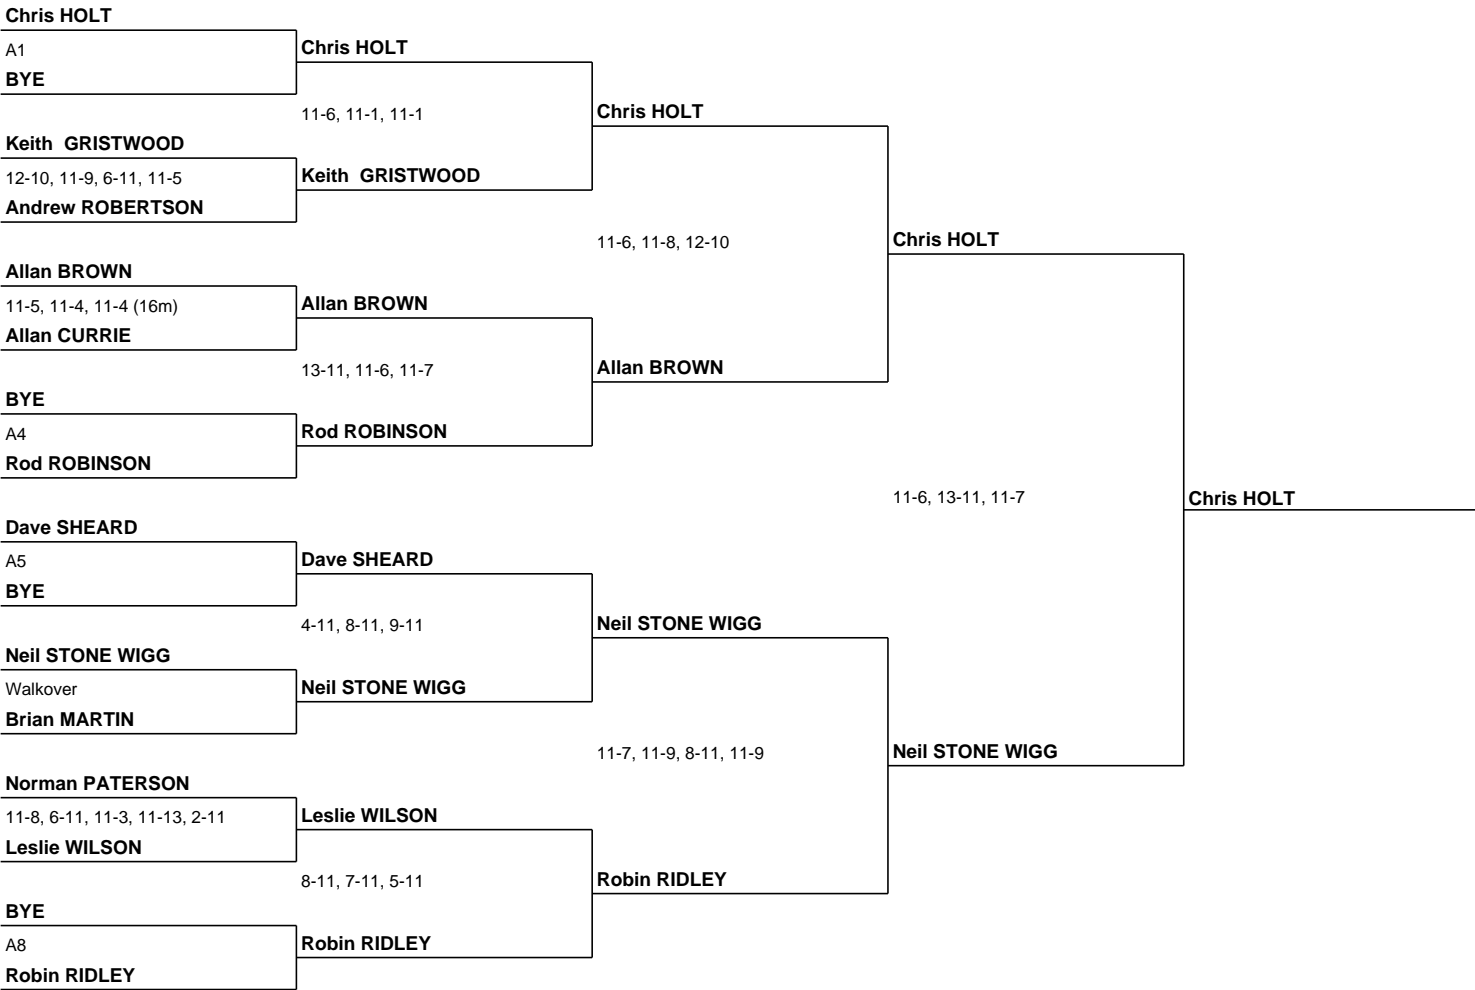 Chris HOLT
A1
BYE
Keith  GRISTWOOD
12-10, 11-9, 6-11, 11-5
Andrew ROBERTSON
Allan BROWN
11-5, 11-4, 11-4 (16m)
Allan CURRIE
BYE
A4
Rod ROBINSON
Dave SHEARD
A5
BYE
Neil STONE WIGG
Walkover
Brian MARTIN
Norman PATERSON
11-8, 6-11, 11-3, 11-13, 2-11
Leslie WILSON
BYE
A8
Robin RIDLEY
Chris HOLT
11-6, 11-1, 11-1
Keith  GRISTWOOD
Allan BROWN
13-11, 11-6, 11-7
Rod ROBINSON
Dave SHEARD
4-11, 8-11, 9-11
Neil STONE WIGG
Leslie WILSON
8-11, 7-11, 5-11
Robin RIDLEY
Chris HOLT
11-6, 11-8, 12-10
Allan BROWN
Neil STONE WIGG
11-7, 11-9, 8-11, 11-9
Robin RIDLEY
Chris HOLT
11-6, 13-11, 11-7
Neil STONE WIGG
Chris HOLT